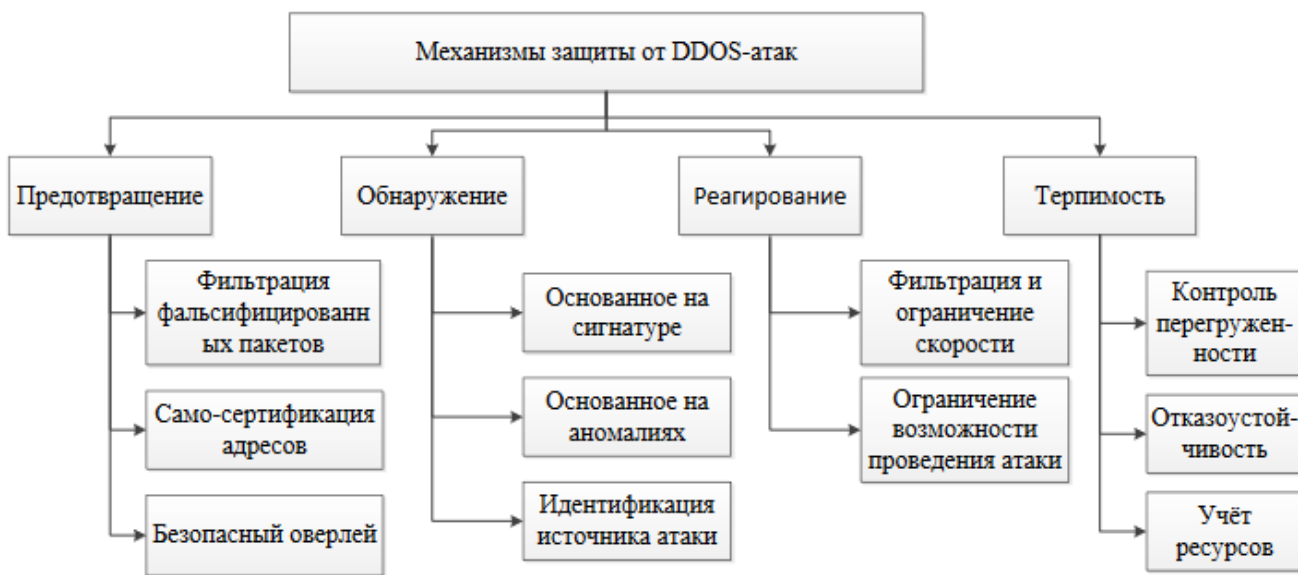 Механизмы защиты от DDOS-атак
Предотвращение
Обнаружение
Реагирование
Терпимость
Фильтрация
фальсифицированн
ых пакетов
Само-сертификация
адресов
Безопасный оверлей
Основанное на
сигнатуре
Основанное на
аномалиях
Идентификация
источника атаки
Фильтрация и
ограничение
скорости
Ограничение
возможности
проведения атаки
Контроль
перегружен-
ности
Отказоустой-
чивость
Учёт
ресурсов